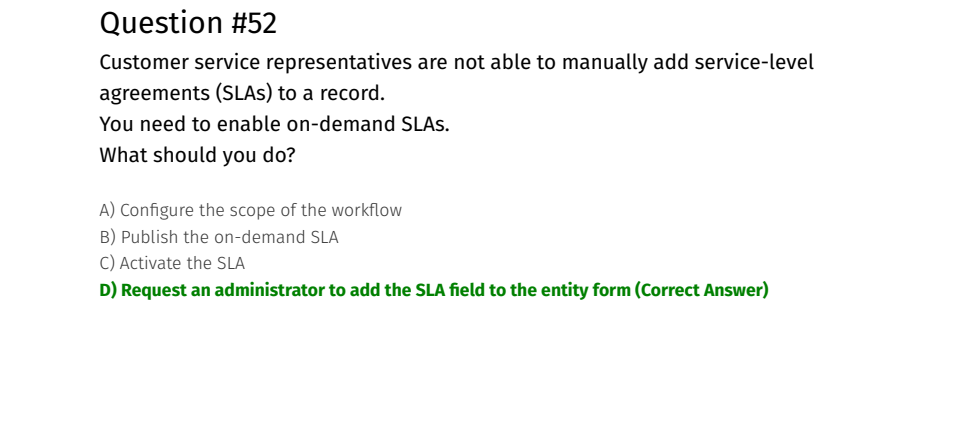 Question #52
Customer service representatives are not able to manually add service-level
agreements (SLAs) to a record.
You need to enable on-demand SLAs.
What should you do?
A) Configure the scope of the workflow
B) Publish the on-demand SLA
C) Activate the SLA
D) Request an administrator to add the SLA field to the entity form (Correct Answer)